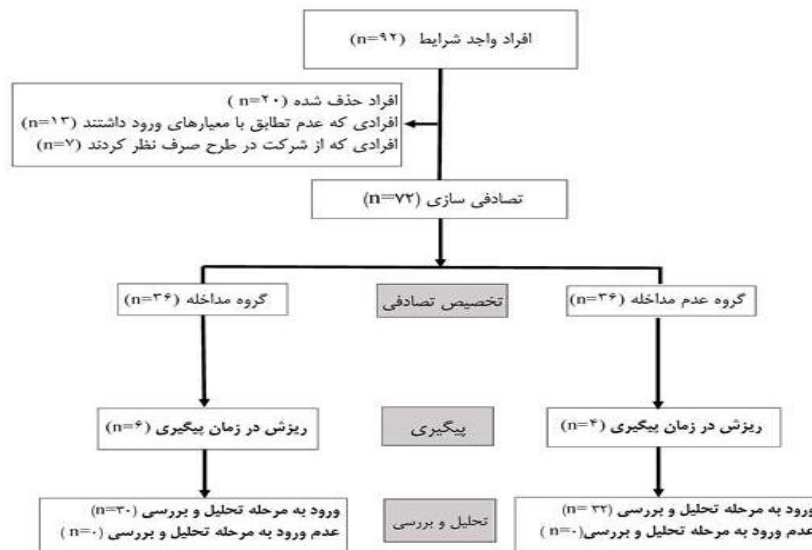 افراد واجد شرایط (n=۹۲)
افراد حذف شده (n=۲۰ )
افرادی که عدم تطابق با معیارهای ورود داشتند (n=۱۳)
افرادی که از شرکت در طرح صرف نظر کردند (n=۷)
تصادفی سازی (n=۷۲)
گروه عدم مداخله (n=۳۶)
تخصیص تصادفی
گروه مداخله (n=۳۶)
ریزش در زمان پیگیری (n=۴)
پیگیری
ریزش در زمان پیگیری (n=۶)
ورود به مرحله تحلیل و بررسی (n= ۳۲)
عدم ورود به مرحله تحلیل و بررسی(n=۰ )
تحلیل و بررسی
ورود به مرحله تحلیل و بررسی (n=۳۰)
عدم ورود به مرحله تحلیل و بررسی (n=۰ )